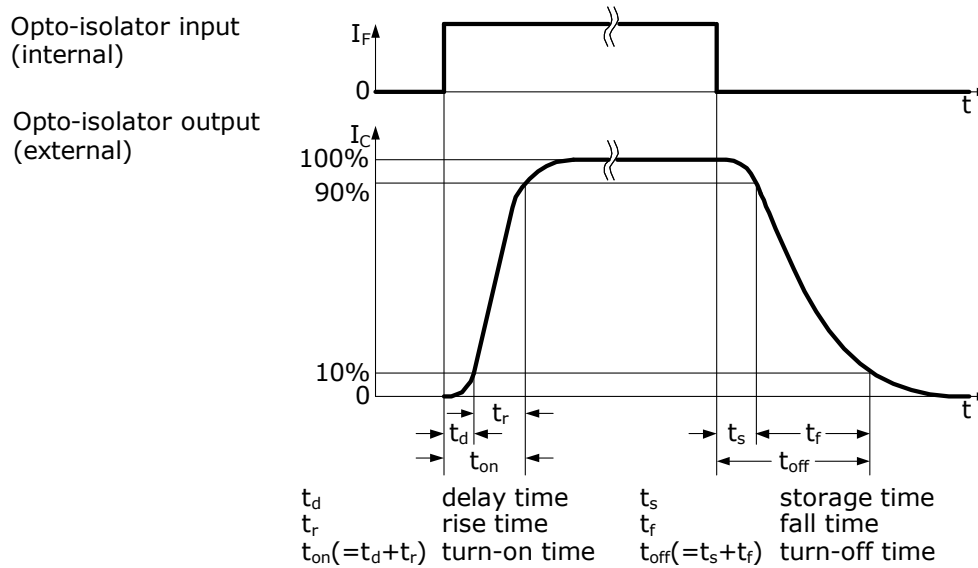 Opto-isolator input
(internal)
I_F
0
t
Opto-isolator output
(external)
I_C
100%
90%
10%
0
t
t_r
t_d
t_on
t_s
t_f
t_off
t_d delay time t_s storage time
t_r rise time t_f fall time
t_on(=t_d+t_r) turn-on time t_off(=t_s+t_f) turn-off time